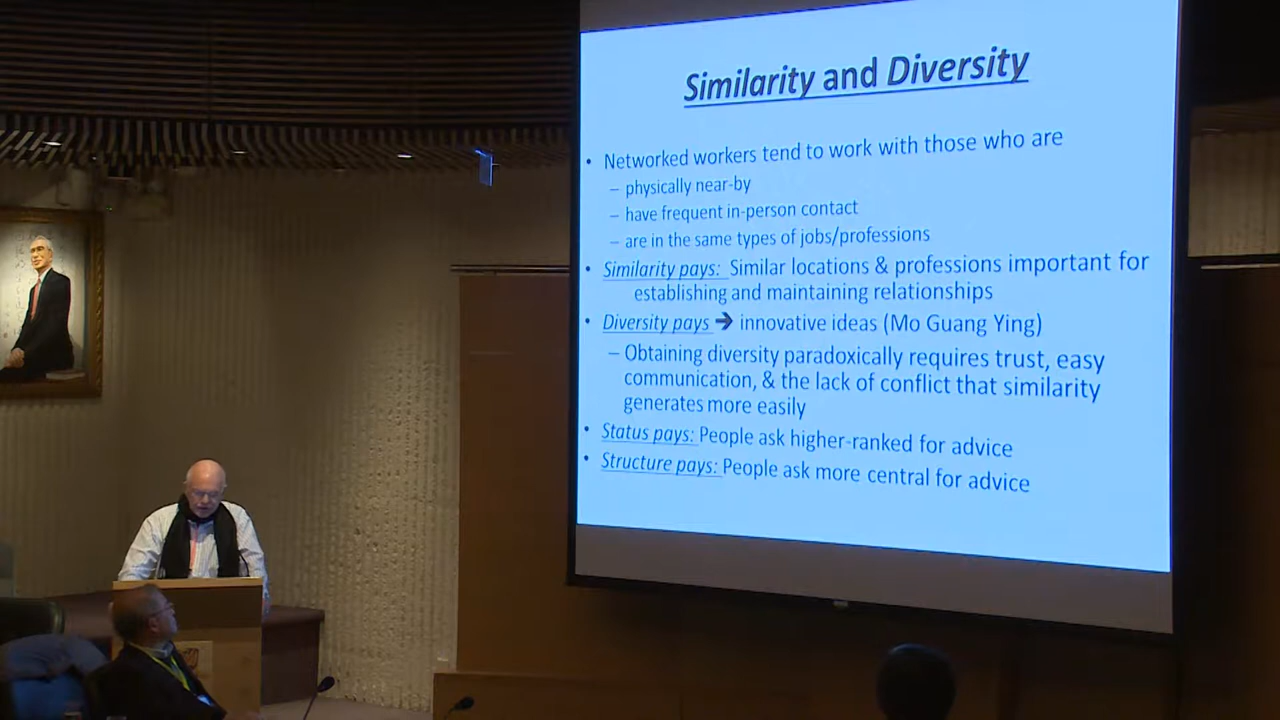 Similarity and Diversity
• Networked workers tend to work with those who are
– physically near-by
– have frequent in-person contact
– are in the same types of jobs/professions
• Similarity pays: Similar locations & professions important for
establishing and maintaining relationships
• Diversity pays ➔ innovative ideas (Mo Guang Ying)
– Obtaining diversity paradoxically requires trust, easy
communication, & the lack of conflict that similarity
generates more easily
• Status pays: People ask higher-ranked for advice
• Structure pays: People ask more central for advice